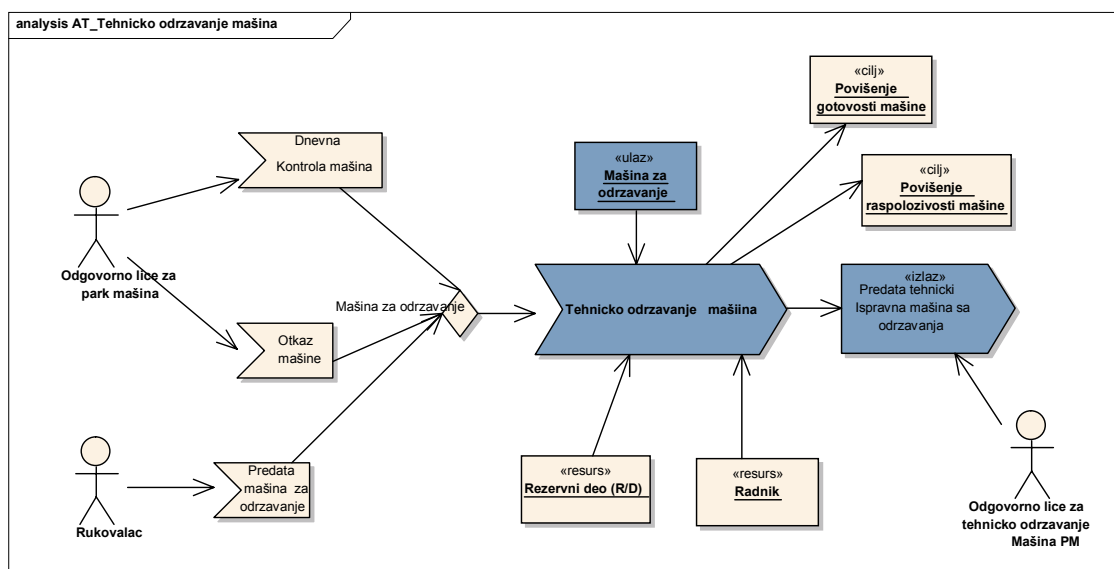 analysis AT_Tehnicko odrzavanje mašina
«cilj»
Povišenje
gotovosti mašine
Dnevna
Kontrola mašina
«ulaz»
Mašina za
odrzavanje
«cilj»
Povišenje
raspolozivosti mašine
Odgovorno lice za
park mašina
Mašina za odrzavanje
Tehnicko odrzavanje mašiina
«izlaz»
Predata tehnicki
Ispravna mašina sa
odrzavanja
Otkaz
mašine
Rukovalac
Predata
mašina za
odrzavanje
«resurs»
Rezervni deo (R/D)
«resurs»
Radnik
Odgovorno lice za
tehnicko odrzavanje
Mašina PM